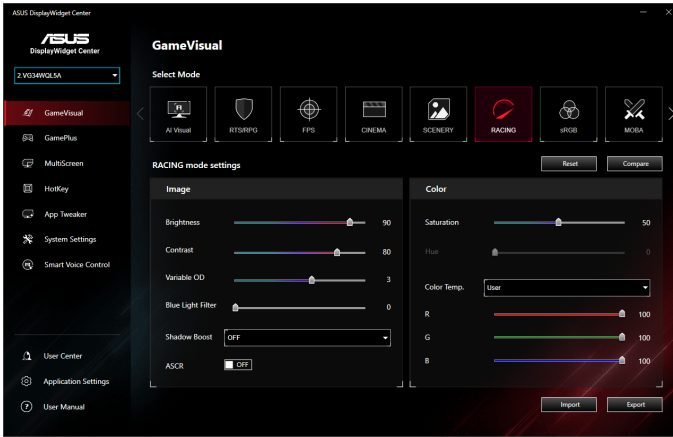 ASUS DisplayWidget Center
ASUS
DisplayWidget Center
2.VG34WQL5A
GameVisual
GamePlus
MultiScreen
HotKey
App Tweaker
System Settings
Smart Voice Control
User Center
Application Settings
User Manual
GameVisual
Select Mode
AI Visual RTS/RPG FPS CINEMA SCENERY RACING sRGB MOBA
RACING mode settings Reset Compare
Image
Brightness 90
Contrast 80
Variable OD 3
Blue Light Filter 0
Shadow Boost OFF
ASCR OFF
Color
Saturation 50
Hue 0
Color Temp. User
R 100
G 100
B 100
Import Export